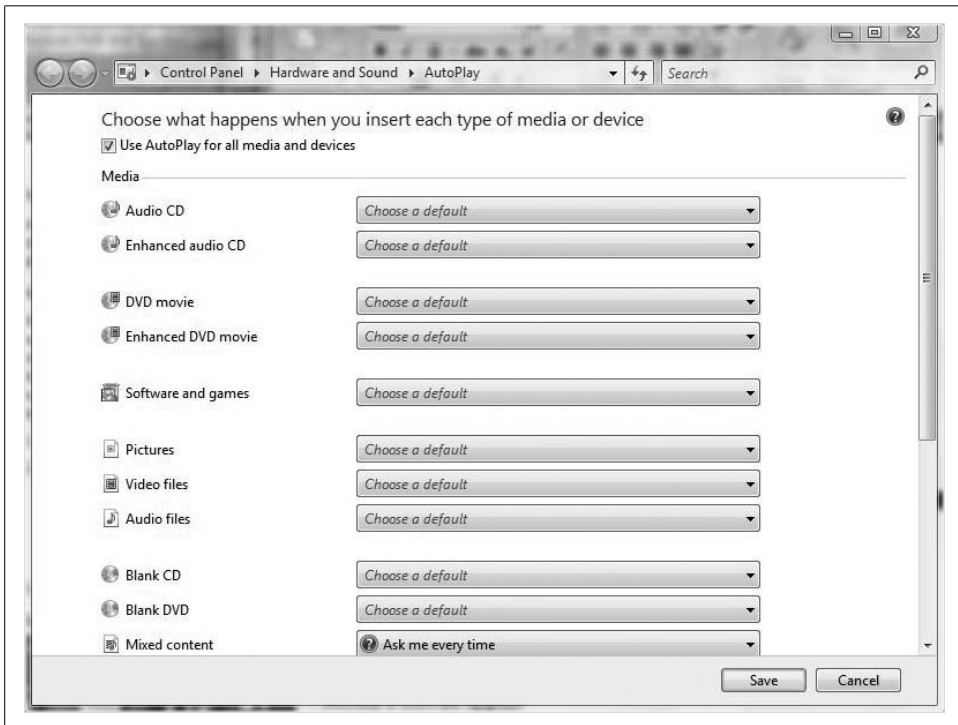 Control Panel Hardware and Sound AutoPlay Search
Choose what happens when you insert each type of media or device
Use AutoPlay for all media and devices
Media
Audio CD Choose a default
Enhanced audio CD Choose a default
DVD movie Choose a default
Enhanced DVD movie Choose a default
Software and games Choose a default
Pictures Choose a default
Video files Choose a default
Audio files Choose a default
Blank CD Choose a default
Blank DVD Choose a default
Mixed content Ask me every time
Save Cancel